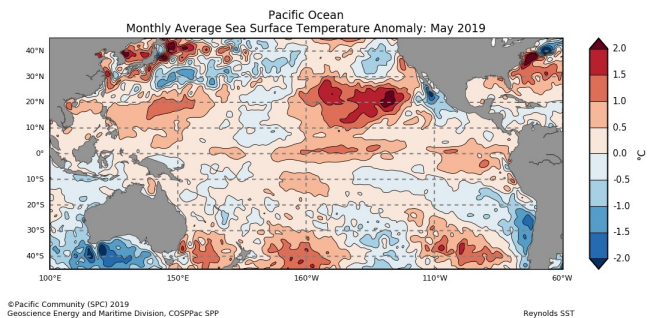 Pacific Ocean
Monthly Average Sea Surface Temperature Anomaly: May 2019
40°N
30°N
20°N
10°N
0°
10°S
20°S
30°S
40°S
100°E 150°E 160°W 110°W 60°W
2.0
1.5
1.0
0.5
0.0
-0.5
-1.0
-1.5
-2.0
°C
©Pacific Community (SPC) 2019
Geoscience Energy and Maritime Division, COSPPac SPP Reynolds SST